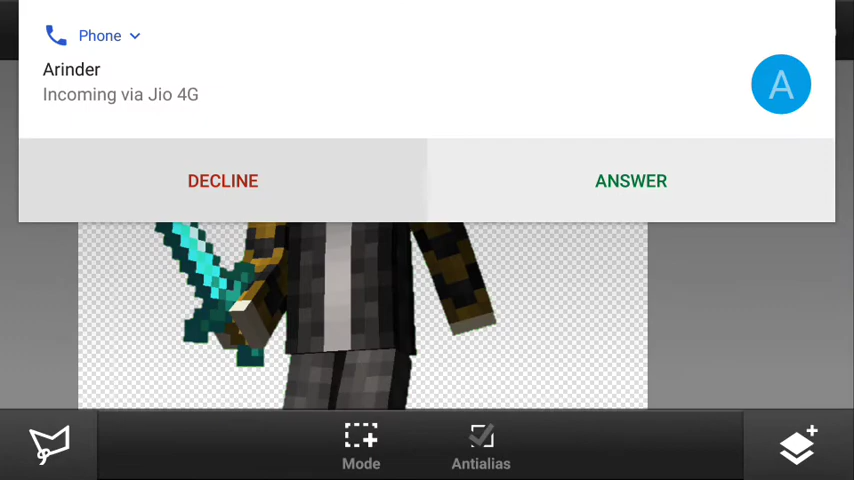 Phone
Arinder
Incoming via Jio 4G
A
DECLINE
ANSWER
Mode
Antialias